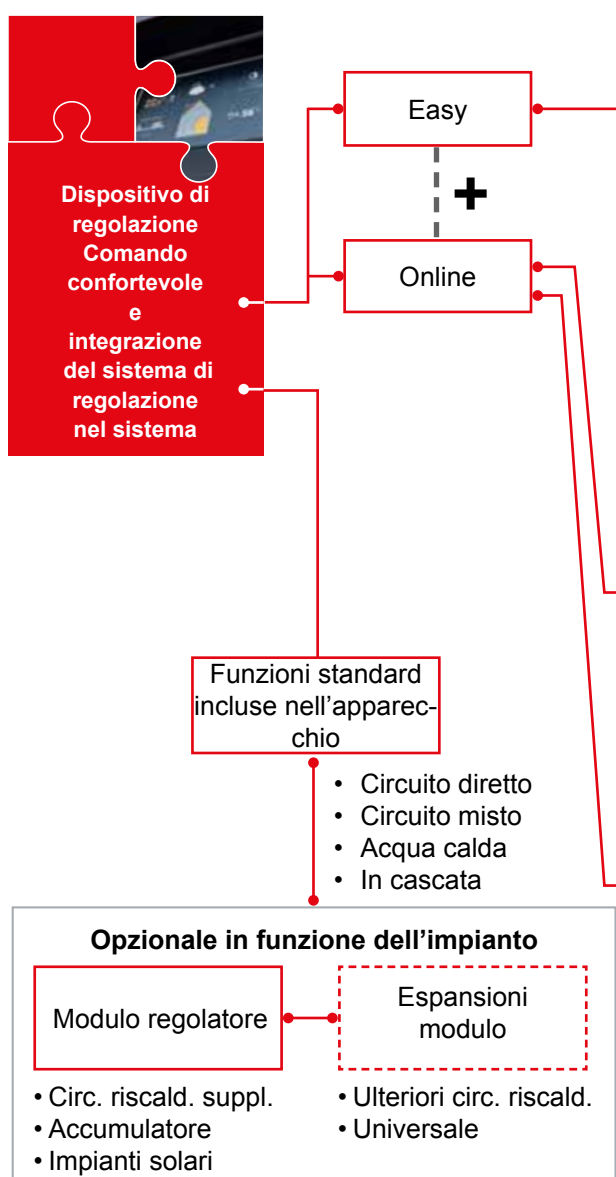 Dispositivo di
regolazione
Comando
confortevole
e
integrazione
del sistema di
regolazione
nel sistema
Easy
+
Online
Funzioni standard
incluse nell'apparec-
chio
• Circuito diretto
• Circuito misto
• Acqua calda
• In cascata
Opzionale in funzione dell'impianto
Modulo regolatore
• Circ. riscald. suppl.
• Accumulatore
• Impianti solari
Espansioni
modulo
• Ulteriori circ. riscald.
• Universale